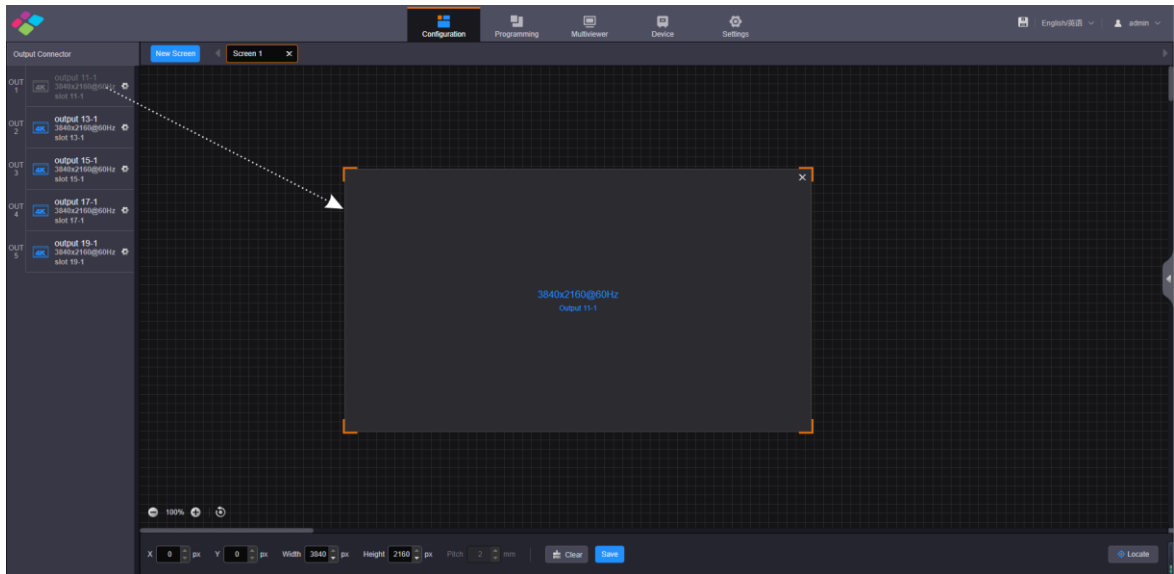 Configuration
Programming
Multiviewer
Device
Settings
English/英语
admin
Output Connector
New Screen
Screen 1
OUT 1
4K
output 11-1
3840x2160@60Hz
slot 11-1
OUT 2
4K
output 13-1
3840x2160@60Hz
slot 13-1
OUT 3
4K
output 15-1
3840x2160@60Hz
slot 15-1
OUT 4
4K
output 17-1
3840x2160@60Hz
slot 17-1
OUT 5
4K
output 19-1
3840x2160@60Hz
slot 19-1
3840x2160@60Hz
Output 11-1
100%
X 0 px Y 0 px Width 3840 px Height 2160 px Pitch 2 mm Clear Save Locate